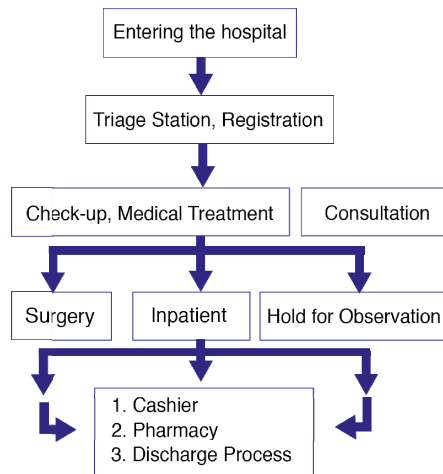 Entering the hospital
Triage Station, Registration
Check-up, Medical Treatment
Consultation
Surgery
Inpatient
Hold for Observation
1. Cashier
2. Pharmacy
3. Discharge Process